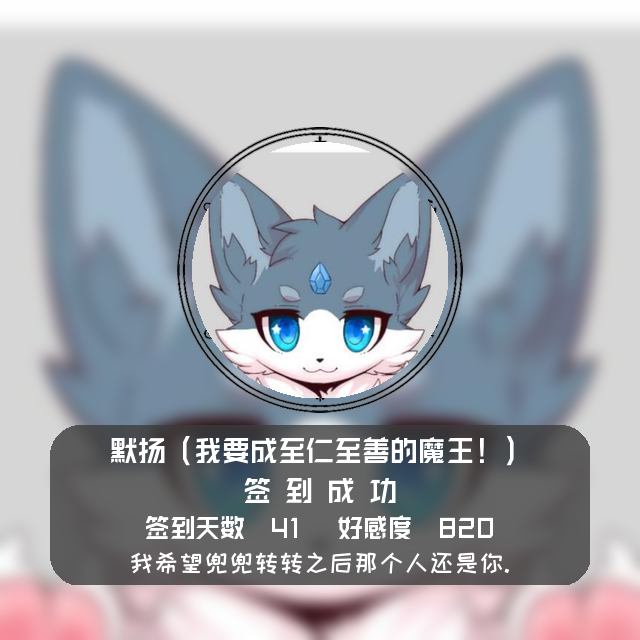 默扬（我要成至仁至善的魔王！）
签到成功
签到天数 41 好感度 820
我希望兜兜转转之后那个人还是你.